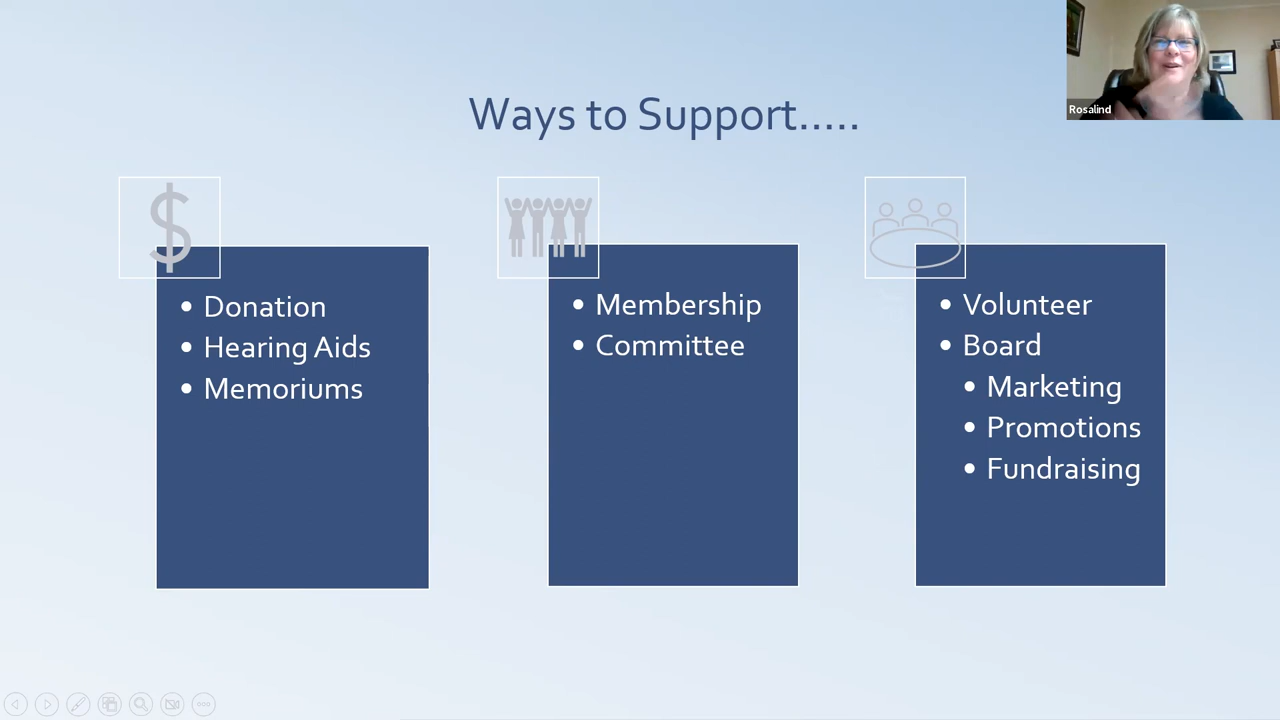 Rosalind
Ways to Support.....
Donation
Hearing Aids
Memoriums
Membership
Committee
Volunteer
Board
Marketing
Promotions
Fundraising